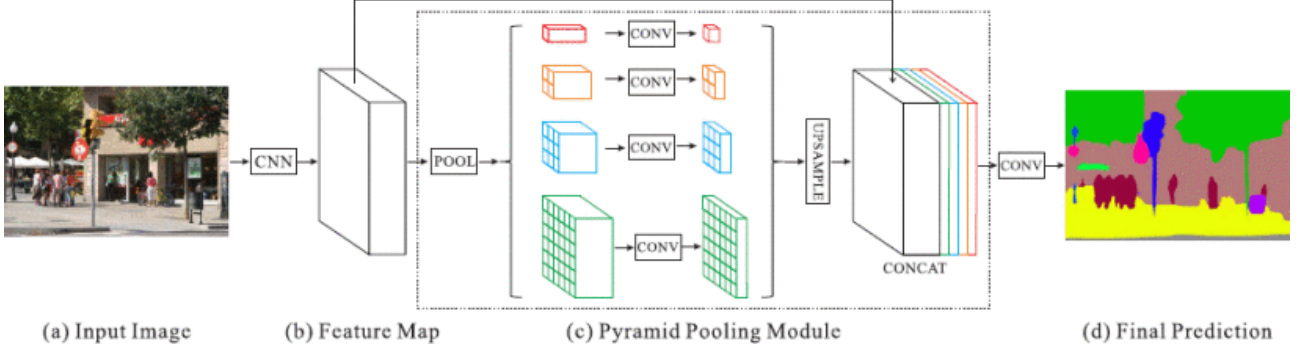 CNN
POOL
CONV
CONV
CONV
CONV
UPSAMPLE
CONCAT
CONV
(a) Input Image
(b) Feature Map
(c) Pyramid Pooling Module
(d) Final Prediction